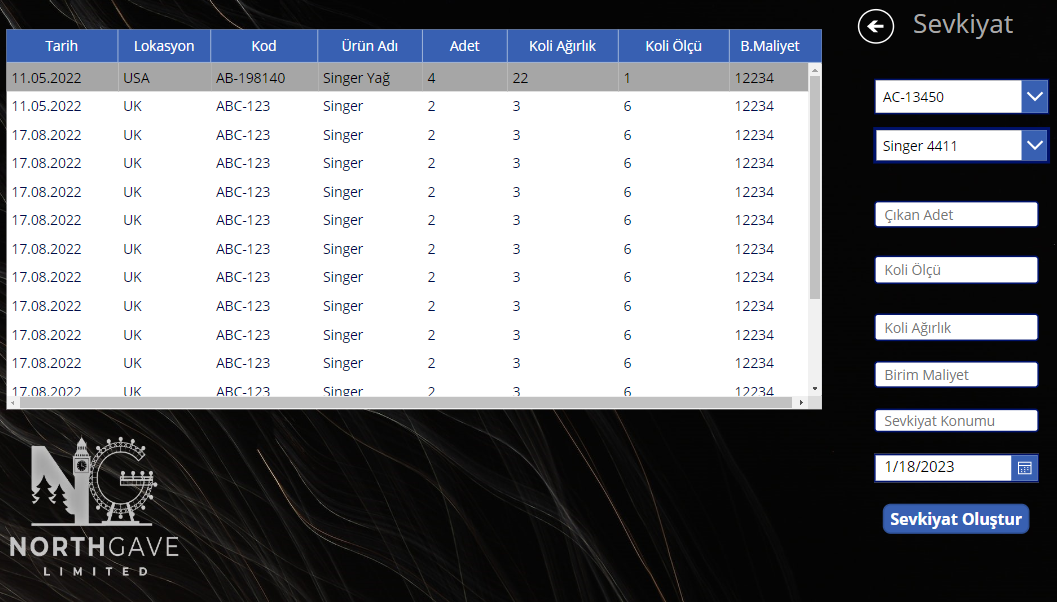 Sevkiyat
Tarih Lokasyon Kod Ürün Adı Adet Koli Ağırlık Koli Ölçü B.Maliyet
11.05.2022 USA AB-198140 Singer Yağ 4 22 1 12234
11.05.2022 UK ABC-123 Singer 2 3 6 12234
17.08.2022 UK ABC-123 Singer 2 3 6 12234
17.08.2022 UK ABC-123 Singer 2 3 6 12234
17.08.2022 UK ABC-123 Singer 2 3 6 12234
17.08.2022 UK ABC-123 Singer 2 3 6 12234
17.08.2022 UK ABC-123 Singer 2 3 6 12234
17.08.2022 UK ABC-123 Singer 2 3 6 12234
17.08.2022 UK ABC-123 Singer 2 3 6 12234
17.08.2022 UK ABC-123 Singer 2 3 6 12234
17.08.2022 UK ABC-123 Singer 2 3 6 12234
17.08.2022 UK ABC-123 Singer 2 3 6 12234
AC-13450
Singer 4411
Çıkan Adet
Koli Ölçü
Koli Ağırlık
Birim Maliyet
Sevkiyat Konumu
1/18/2023
Sevkiyat Oluştur
NG
NORTHGAVE
LIMITED